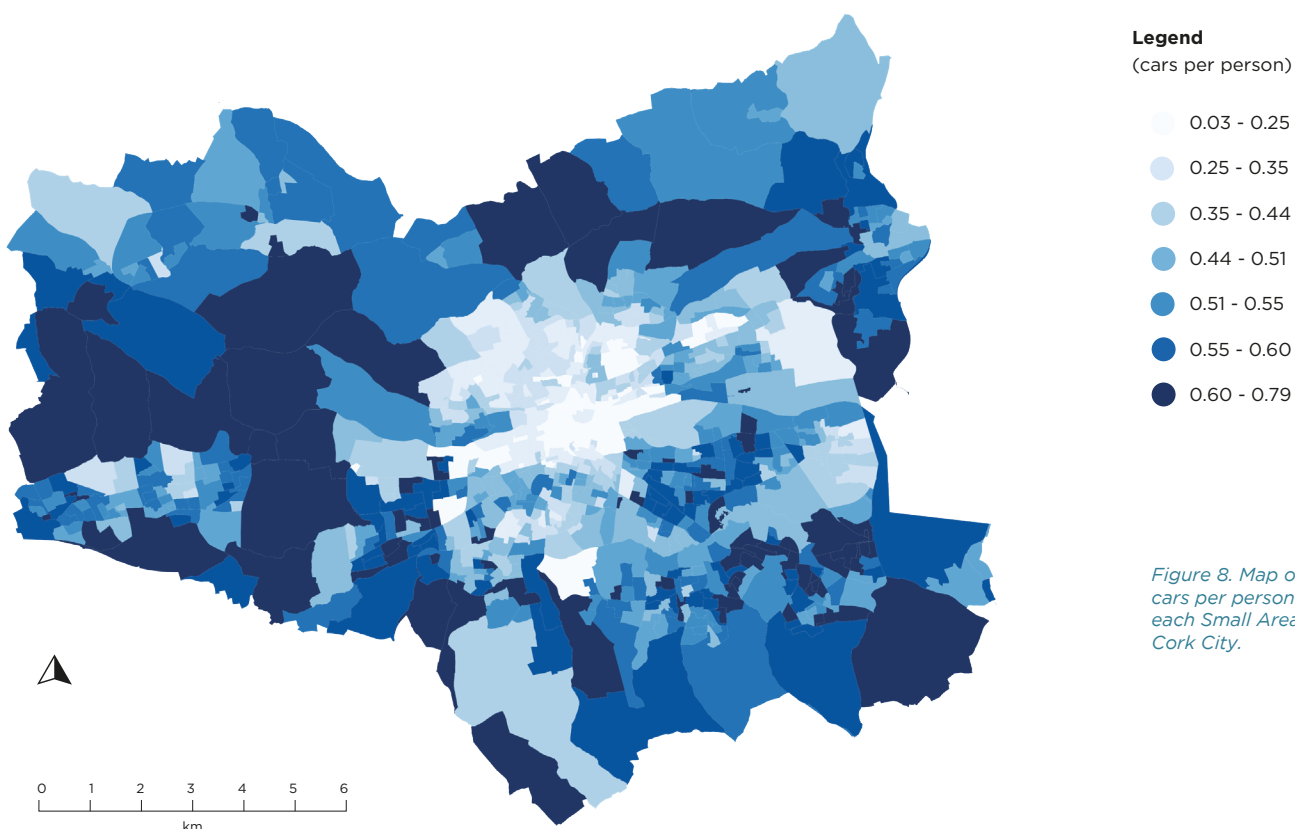 Legend
(cars per person)
0.03 - 0.25
0.25 - 0.35
0.35 - 0.44
0.44 - 0.51
0.51 - 0.55
0.55 - 0.60
0.60 - 0.79
Figure 8. Map o
cars per person
each Small Area
Cork City.
0 1 2 3 4 5 6
km